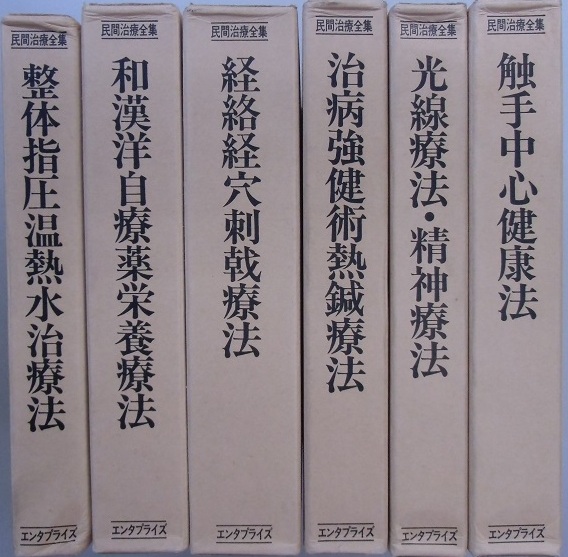 民間治療全集
触手中心健康法
エンタプライズ
民間治療全集
光線療法・精神療法
エンタプライズ
民間治療全集
治病強健術熱鍼療法
エンタプライズ
民間治療全集
経絡経穴刺戟療法
エンタプライズ
民間治療全集
和漢洋自療薬栄養療法
エンタプライズ
民間治療全集
整体指圧温熱水治療法
エンタプライズ